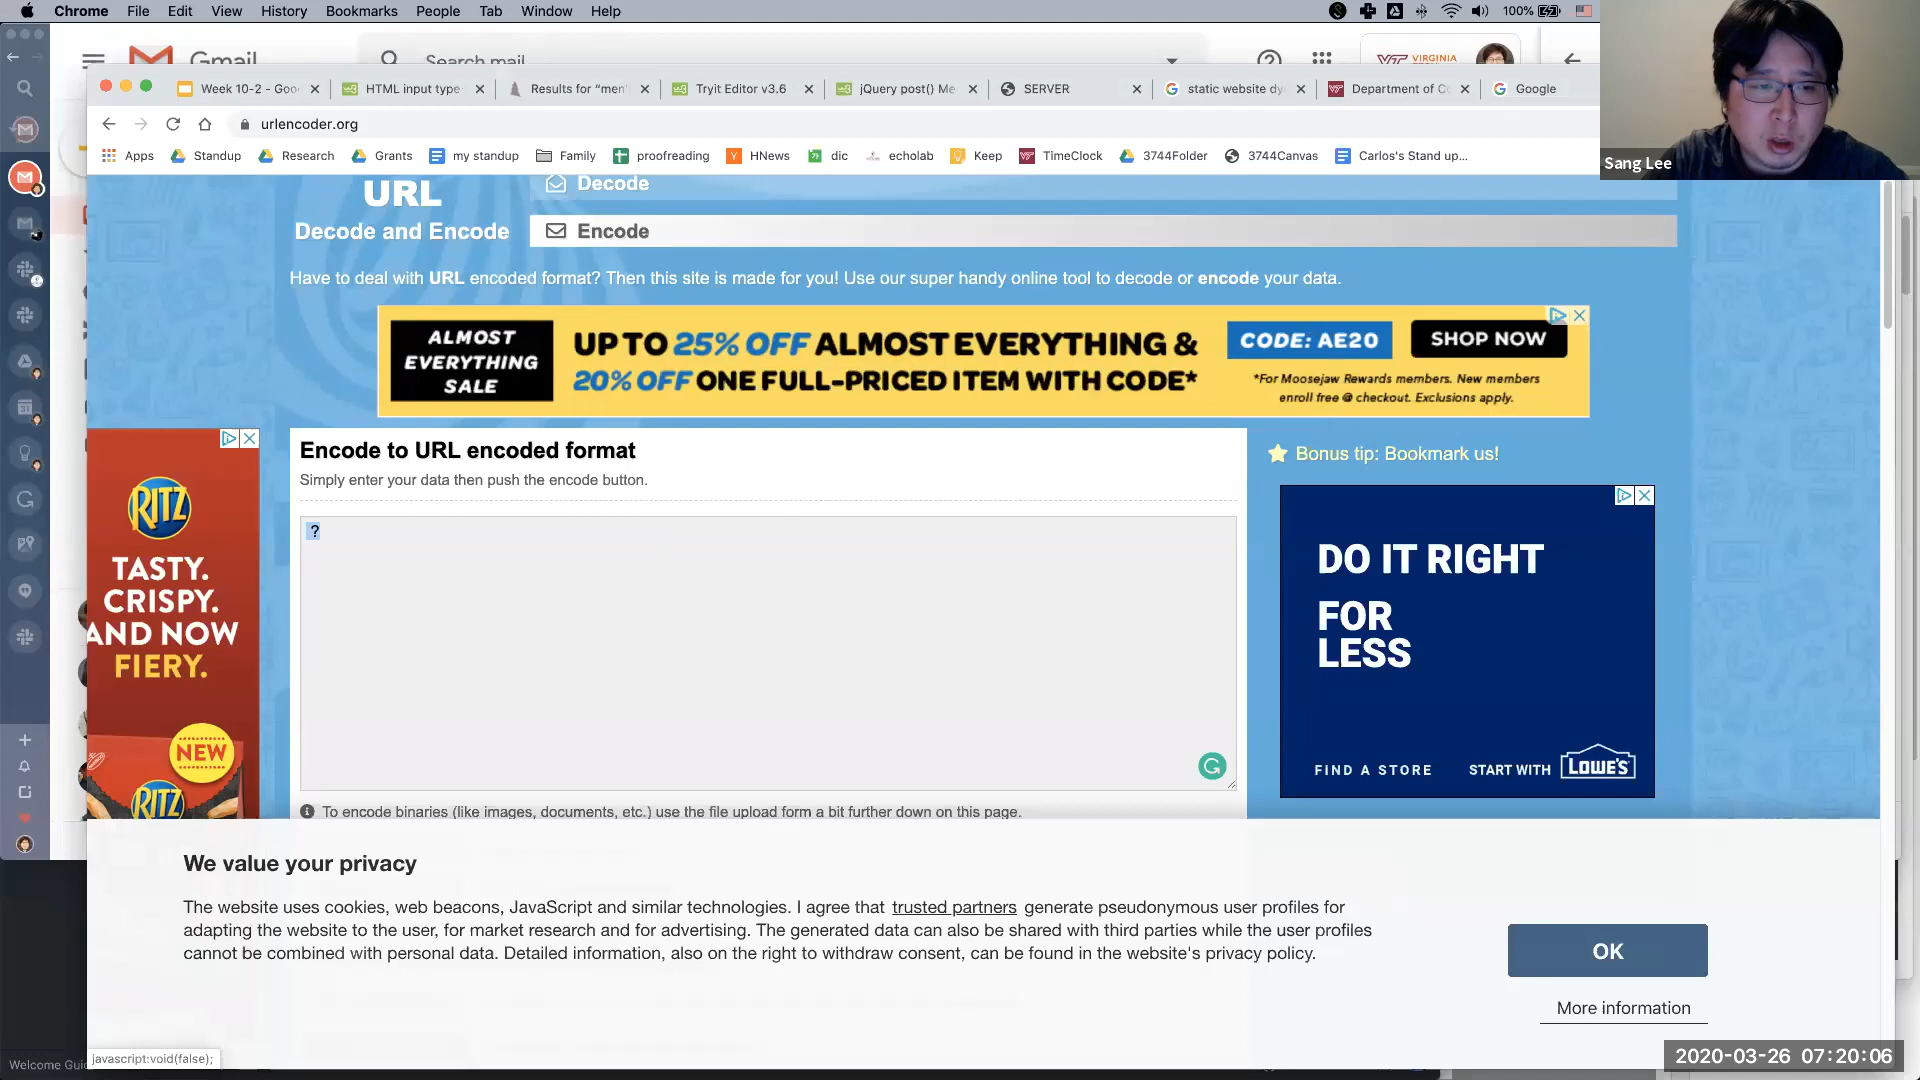 Chrome File Edit View History Bookmarks People Tab Window Help
100%
Gmail
Search mail
VIRGINIA
Week 10-2 - Goo
HTML input type
Results for “men
Tryit Editor v3.6
jQuery post() Me
SERVER
static website dy
Department of Co
Google
urlencoder.org
Apps Standup Research Grants my standup Family proofreading HNews dic echolab Keep TimeClock 3744Folder 3744Canvas Carlos's Stand up...
Sang Lee
URL
Decode and Encode
Decode
Encode
Have to deal with URL encoded format? Then this site is made for you! Use our super handy online tool to decode or encode your data.
ALMOST
EVERYTHING
SALE
UP TO 25% OFF ALMOST EVERYTHING &
20% OFF ONE FULL-PRICED ITEM WITH CODE*
CODE: AE20
SHOP NOW
*For Moosejaw Rewards members. New members
enroll free @ checkout. Exclusions apply.
RITZ
TASTY.
CRISPY.
AND NOW
FIERY.
NEW
RITZ
Encode to URL encoded format
Simply enter your data then push the encode button.
?
To encode binaries (like images, documents, etc.) use the file upload form a bit further down on this page.
Bonus tip: Bookmark us!
DO IT RIGHT
FOR
LESS
FIND A STORE
START WITH
LOWE'S
We value your privacy
The website uses cookies, web beacons, JavaScript and similar technologies. I agree that trusted partners generate pseudonymous user profiles for
adapting the website to the user, for market research and for advertising. The generated data can also be shared with third parties while the user profiles
cannot be combined with personal data. Detailed information, also on the right to withdraw consent, can be found in the website's privacy policy.
OK
More information
javascript:void(false);
Welcome Gui
2020-03-26 07:20:06